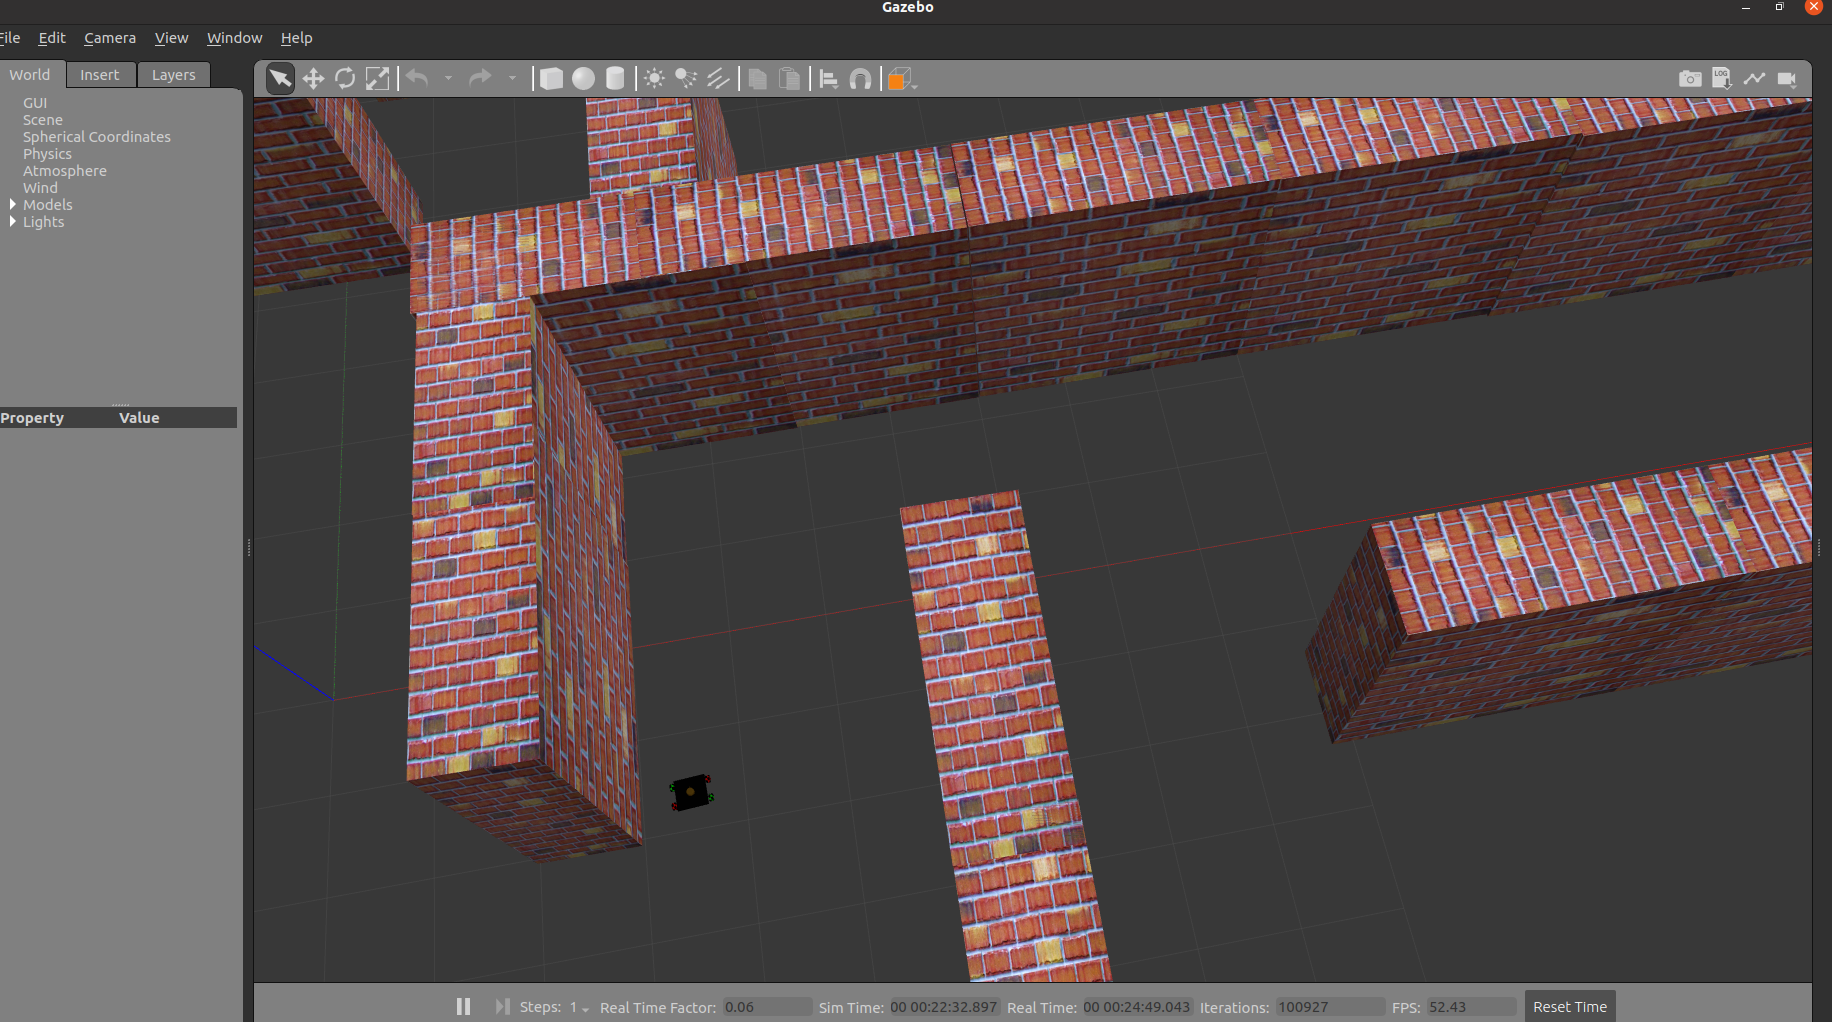 Gazebo
File Edit Camera View Window Help
World Insert Layers
GUI
Scene
Spherical Coordinates
Physics
Atmosphere
Wind
Models
Lights
Property Value
LOG
Steps: 1 Real Time Factor: 0.06 Sim Time: 00 00:22:32.897 Real Time: 00 00:24:49.043 Iterations: 100927 FPS: 52.43 Reset Time